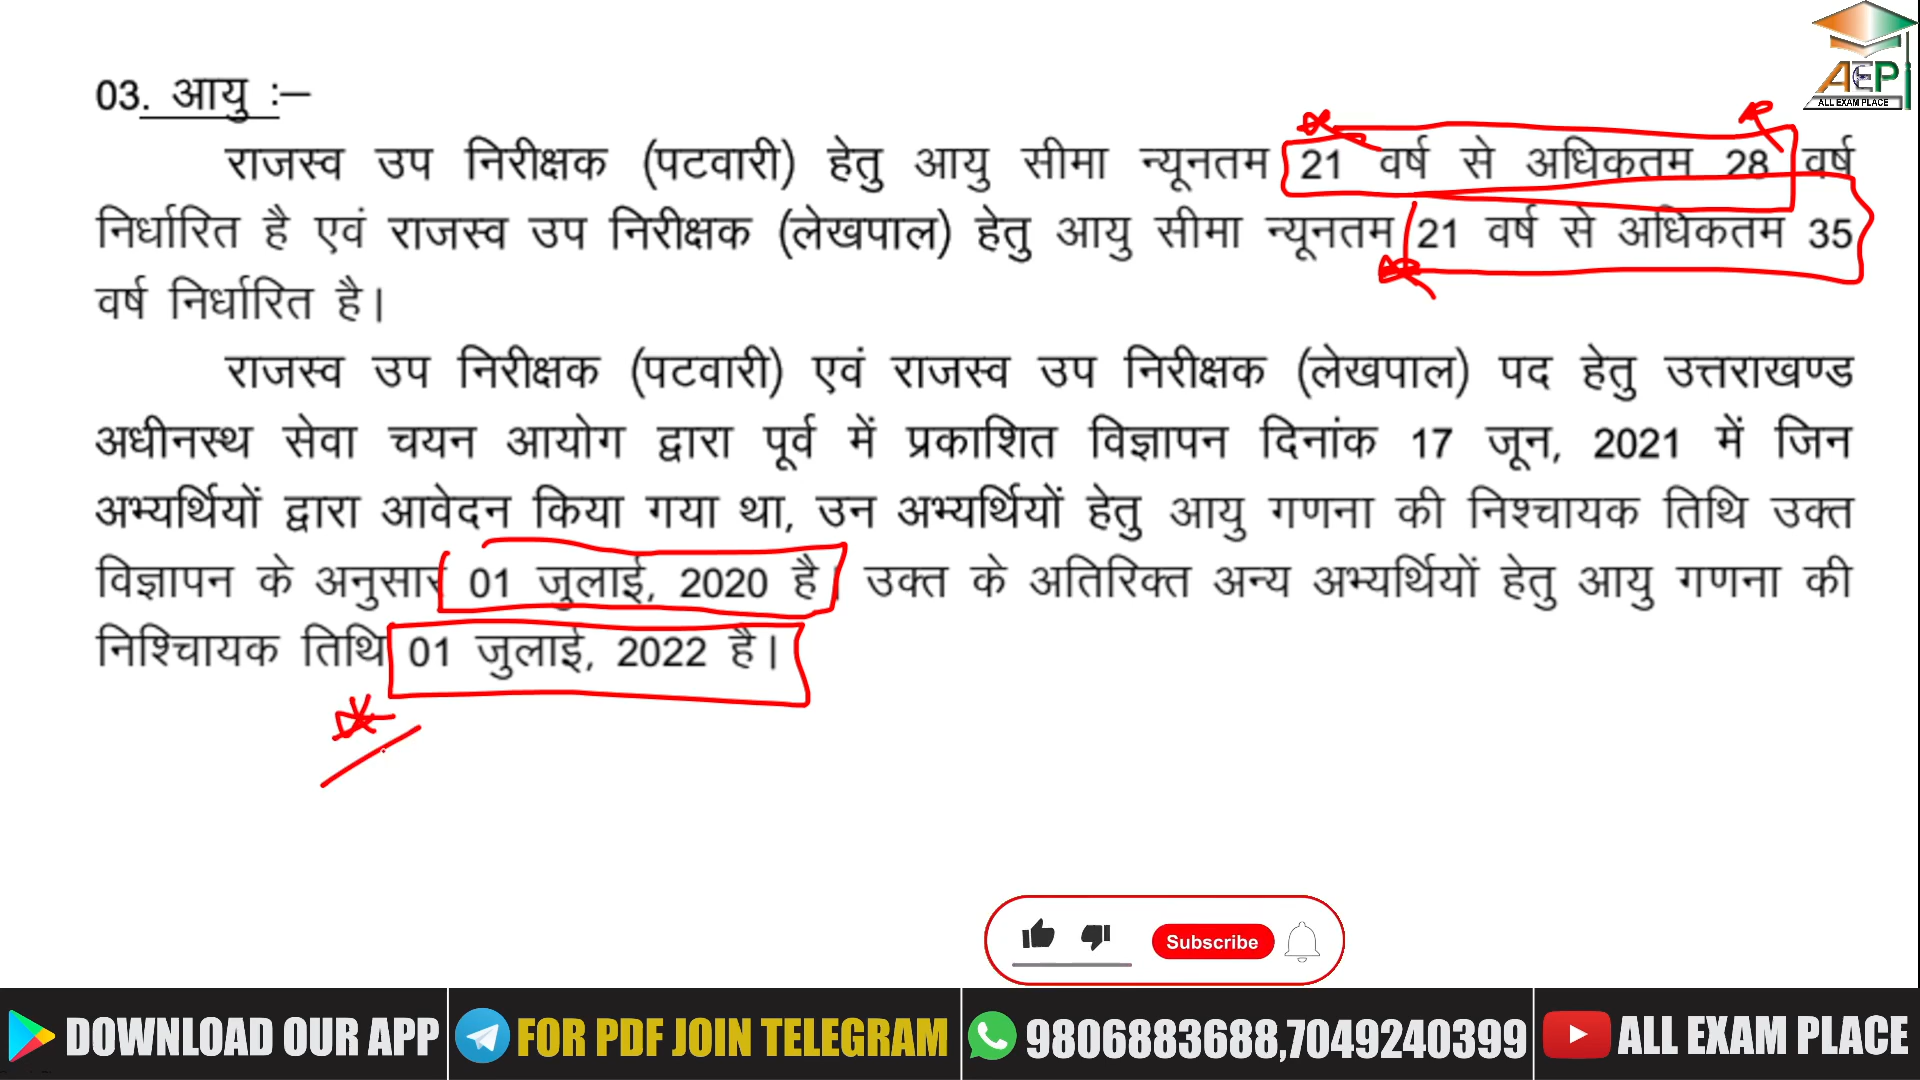 AEP
ALL EXAM PLACE
03. आयु :–
राजस्व उप निरीक्षक (पटवारी) हेतु आयु सीमा न्यूनतम 21 वर्ष से अधिकतम 28 वर्ष
निर्धारित है एवं राजस्व उप निरीक्षक (लेखपाल) हेतु आयु सीमा न्यूनतम 21 वर्ष से अधिकतम 35
वर्ष निर्धारित है।
राजस्व उप निरीक्षक (पटवारी) एवं राजस्व उप निरीक्षक (लेखपाल) पद हेतु उत्तराखण्ड
अधीनस्थ सेवा चयन आयोग द्वारा पूर्व में प्रकाशित विज्ञापन दिनांक 17 जून, 2021 में जिन
अभ्यर्थियों द्वारा आवेदन किया गया था, उन अभ्यर्थियों हेतु आयु गणना की निश्चायक तिथि उक्त
विज्ञापन के अनुसार 01 जुलाई, 2020 है। उक्त के अतिरिक्त अन्य अभ्यर्थियों हेतु आयु गणना की
निश्चायक तिथि 01 जुलाई, 2022 है।
Subscribe
DOWNLOAD OUR APP FOR PDF JOIN TELEGRAM 9806883688,7049240399 ALL EXAM PLACE